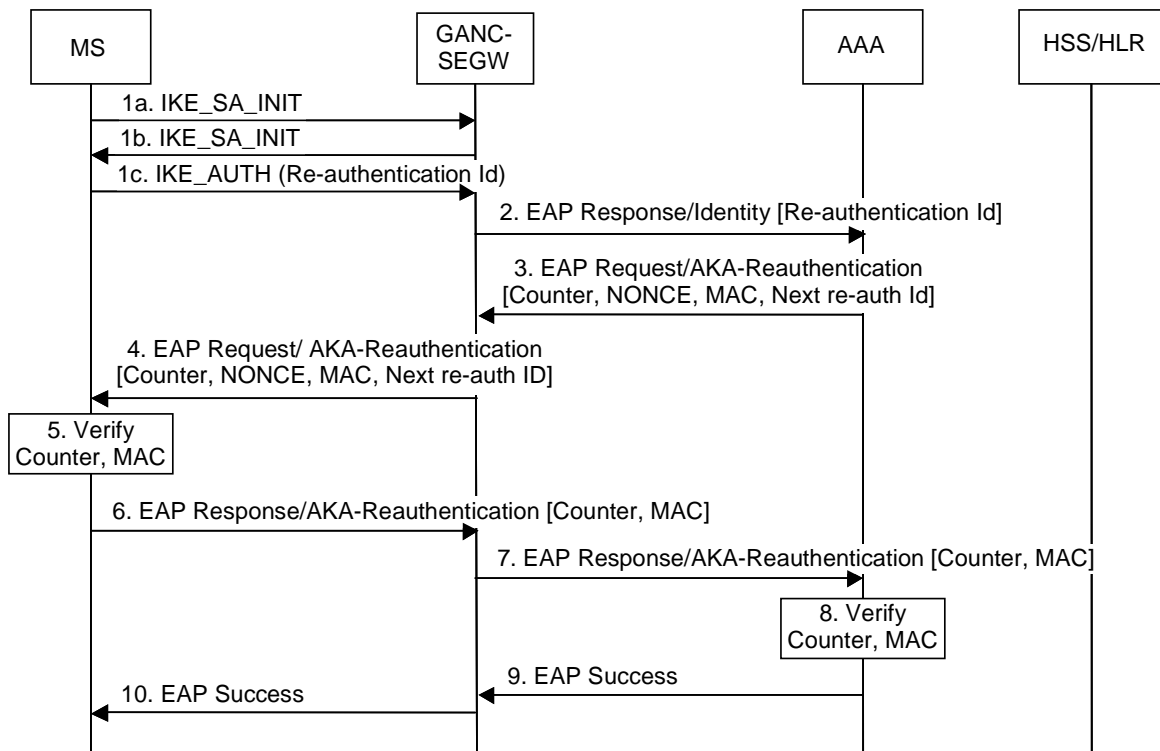 MS
GANC-
SEGW
AAA
HSS/HLR
1a. IKE_SA_INIT
1b. IKE_SA_INIT
1c. IKE_AUTH (Re-authentication Id)
2. EAP Response/Identity [Re-authentication Id]
3. EAP Request/AKA-Reauthentication
[Counter, NONCE, MAC, Next re-auth Id]
4. EAP Request/ AKA-Reauthentication
[Counter, NONCE, MAC, Next re-auth ID]
5. Verify
Counter, MAC
6. EAP Response/AKA-Reauthentication [Counter, MAC]
7. EAP Response/AKA-Reauthentication [Counter, MAC]
8. Verify
Counter, MAC
9. EAP Success
10. EAP Success